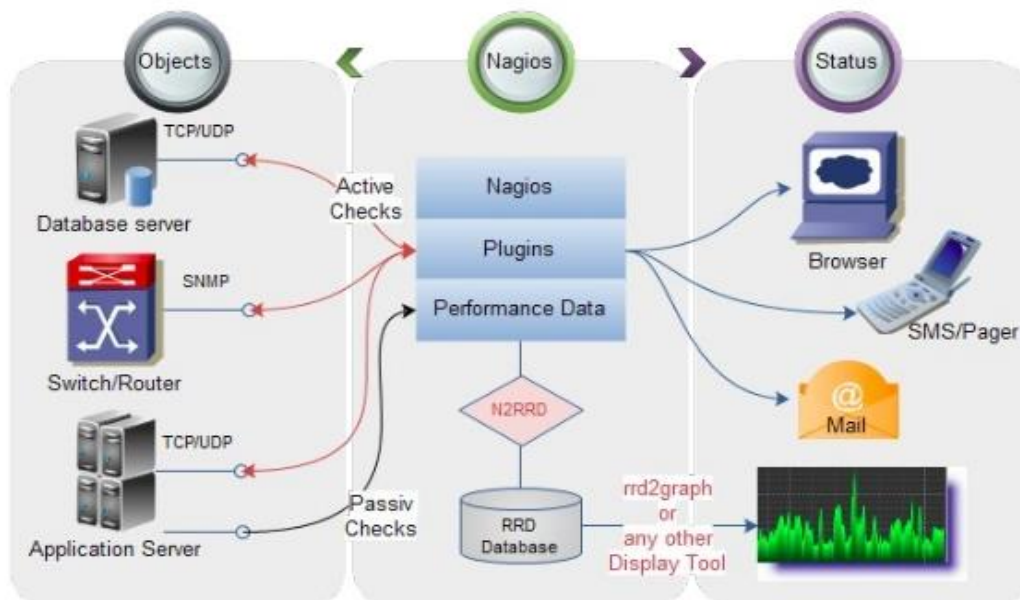 Objects
Nagios
Status
TCP/UDP
Database server
SNMP
Switch/Router
TCP/UDP
Application Server
Active
Checks
Passiv
Checks
Nagios
Plugins
Performance Data
N2RRD
RRD
Database
rrd2graph
or
any other
Display Tool
Browser
SMS/Pager
@
Mail